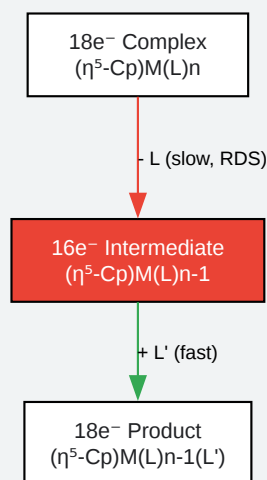 18e⁻ Complex
(η⁵-Cp)M(L)n
- L (slow, RDS)
16e⁻ Intermediate
(η⁵-Cp)M(L)n-1
+ L' (fast)
18e⁻ Product
(η⁵-Cp)M(L)n-1(L')